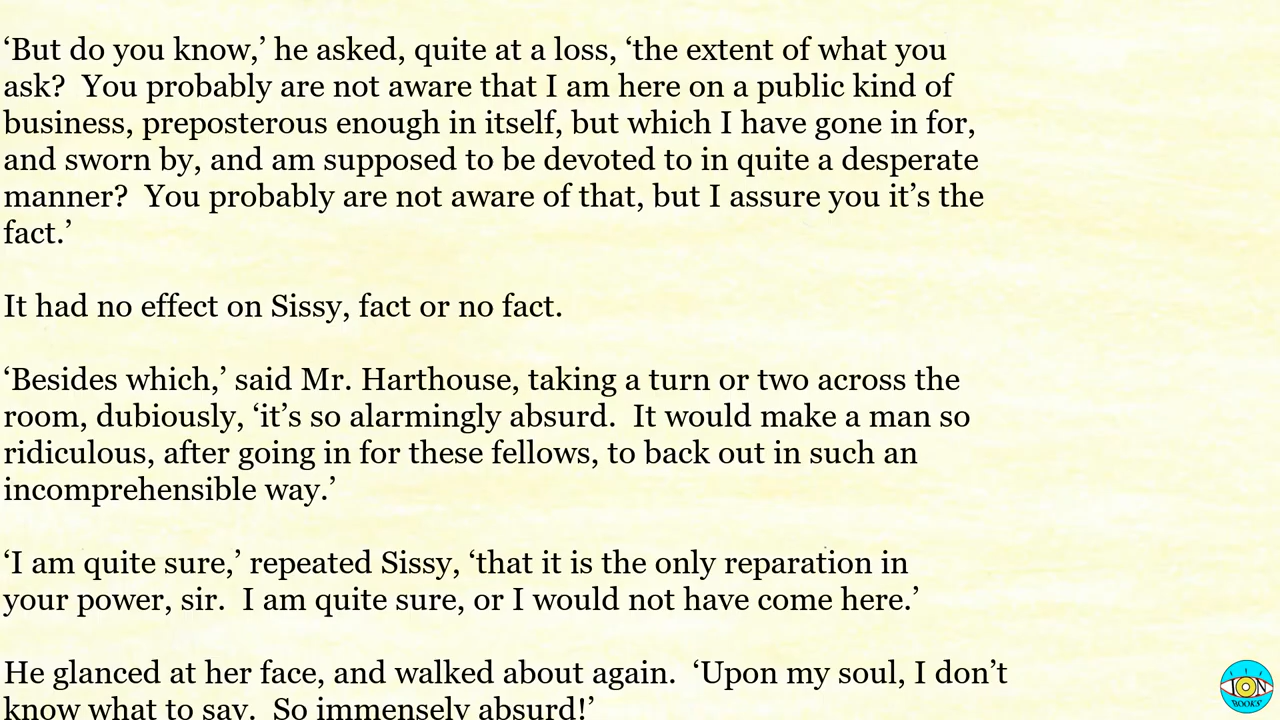 ‘But do you know,’ he asked, quite at a loss, ‘the extent of what you
ask?  You probably are not aware that I am here on a public kind of
business, preposterous enough in itself, but which I have gone in for,
and sworn by, and am supposed to be devoted to in quite a desperate
manner?  You probably are not aware of that, but I assure you it’s the
fact.’
It had no effect on Sissy, fact or no fact.
‘Besides which,’ said Mr. Harthouse, taking a turn or two across the
room, dubiously, ‘it’s so alarmingly absurd.  It would make a man so
ridiculous, after going in for these fellows, to back out in such an
incomprehensible way.’
‘I am quite sure,’ repeated Sissy, ‘that it is the only reparation in
your power, sir.  I am quite sure, or I would not have come here.’
He glanced at her face, and walked about again.  ‘Upon my soul, I don’t
know what to say.  So immensely absurd!’
ION
BOOKS